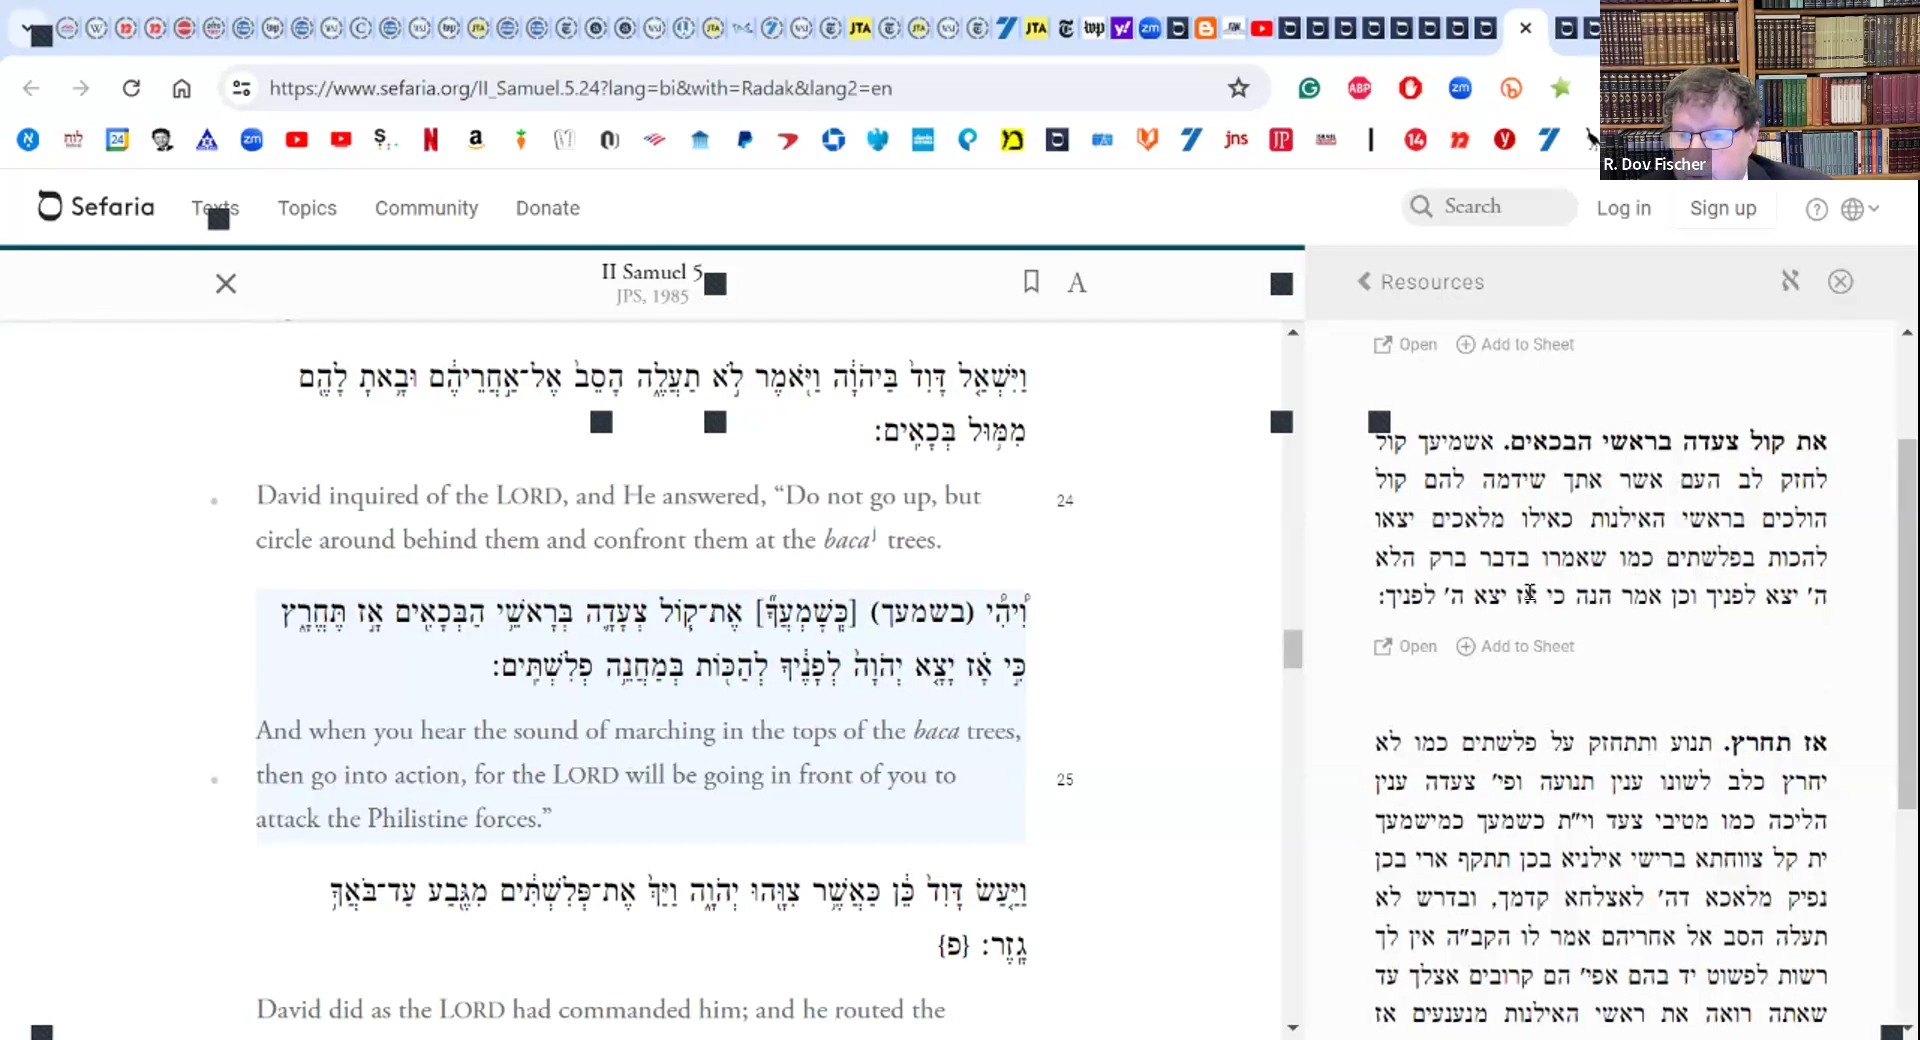 https://www.sefaria.org/II_Samuel.5.24?lang=bi&with=Radak&lang2=en
R. Dov Fischer
Sefaria
Texts
Topics
Community
Donate
Search
Log in
Sign up
II Samuel 5
JPS, 1985
A
וַיִּשְׁאַ֤ל דָּוִד֙ בַּֽיהֹוָ֔ה וַיֹּ֖אמֶר לֹ֣א תַעֲלֶ֑ה הָסֵב֙ אֶל־אַ֣חֲרֵיהֶ֔ם וּבָ֥אתָ לָהֶ֖ם
מִמּ֥וּל בְּכָאִֽים׃
David inquired of the LORD, and He answered, “Do not go up, but
circle around behind them and confront them at the baca j trees.
24
וִ֠יהִ֠י (בשמעך) [כְּֽשׇׁמְעֲךָ֞] אֶת־ק֧וֹל צְעָדָ֛ה בְּרָאשֵׁ֥י הַבְּכָאִ֖ים אָ֣ז תֶּחֱרָ֑ץ
כִּ֣י אָ֗ז יָצָ֤א יְהֹוָה֙ לְפָנֶ֔יךָ לְהַכּ֖וֹת בְּמַחֲנֵ֥ה פְלִשְׁתִּֽים׃
And when you hear the sound of marching in the tops of the baca trees,
then go into action, for the LORD will be going in front of you to
attack the Philistine forces.”
25
וַיַּ֤עַשׂ דָּוִד֙ כֵּ֔ן כַּאֲשֶׁ֥ר צִוָּ֖הוּ יְהֹוָ֑ה וַיַּךְ֙ אֶת־פְּלִשְׁתִּ֔ים מִגֶּ֖בַע עַד־בֹּאֲךָ֥
גָֽזֶר׃ {פ}
David did as the LORD had commanded him; and he routed the
Resources
Open
Add to Sheet
את קול צעדה בראשי הבכאים. אשמיעך קול
לחזק לב העם אשר אתך שידמה להם קול
הולכים בראשי האילנות כאילו מלאכים יצאו
להכות בפלשתים כמו שאמרו בדבר ברק הלא
ה' יצא לפניך וכן אמר הנה כי אז יצא ה' לפניך:
Open
Add to Sheet
אז תחרץ. תנוע ותתחזק על פלשתים כמו לא
יחרץ כלב לשונו ענין תנועה ופי' צעדה ענין
הליכה כמו מטיבי צעד וי"ת כשמעך כמישמעך
ית קל צווחתא ברישי אילניא בכן תתקף ארי בכן
נפיק מלאכא דה' לאצלחא קדמך, ובדרש לא
תעלה הסב אל אחריהם אמר לו הקב"ה אין לך
רשות לפשוט יד בהם אפי' הם קרובים אצלך עד
שאתה רואה את ראשי האילנות מנענעים אז